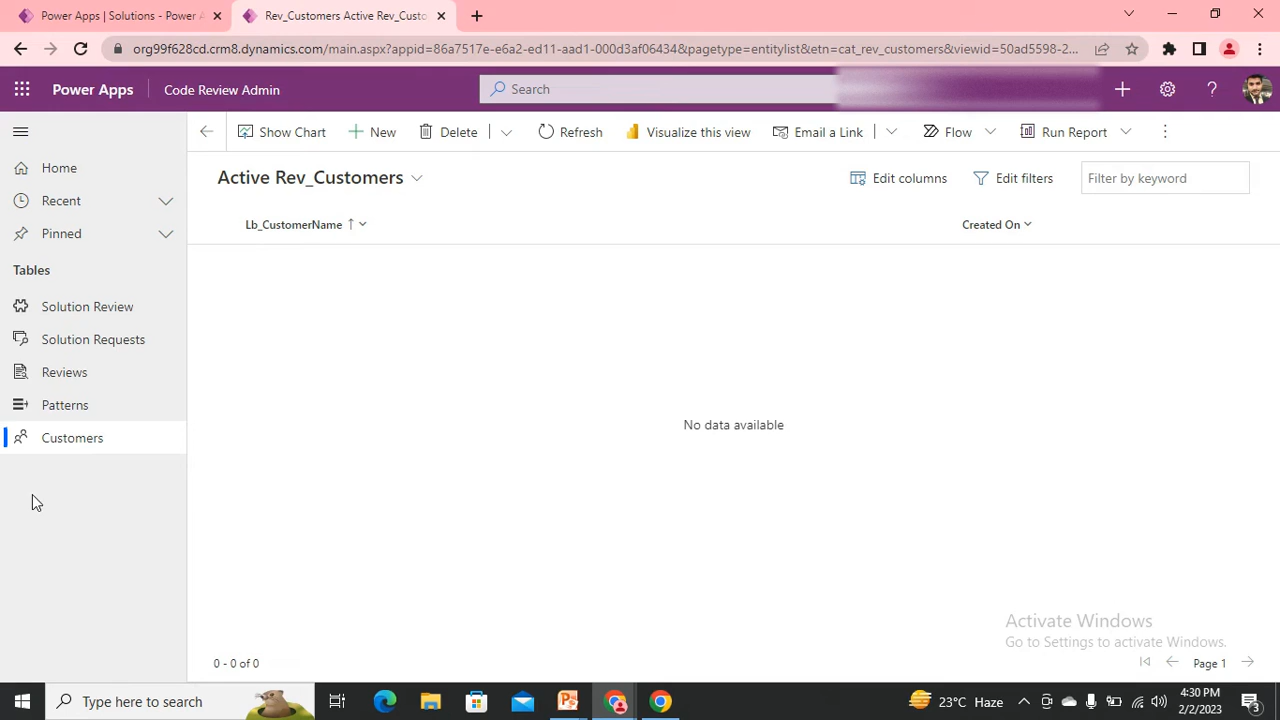 Power Apps | Solutions - Power A
Rev_Customers Active Rev_Custo
org99f628cd.crm8.dynamics.com/main.aspx?appid=86a7517e-e6a2-ed11-aad1-000d3af06434&pagetype=entitylist&etn=cat_rev_customers&viewid=50ad5598-2...
Power Apps
Code Review Admin
Search
Show Chart
New
Delete
Refresh
Visualize this view
Email a Link
Flow
Run Report
Home
Recent
Pinned
Tables
Solution Review
Solution Requests
Reviews
Patterns
Customers
Active Rev_Customers
Edit columns
Edit filters
Filter by keyword
Lb_CustomerName
Created On
No data available
Activate Windows
Go to Settings to activate Windows.
0 - 0 of 0
Page 1
Type here to search
23°C Haze
4:30 PM
2/2/2023
3